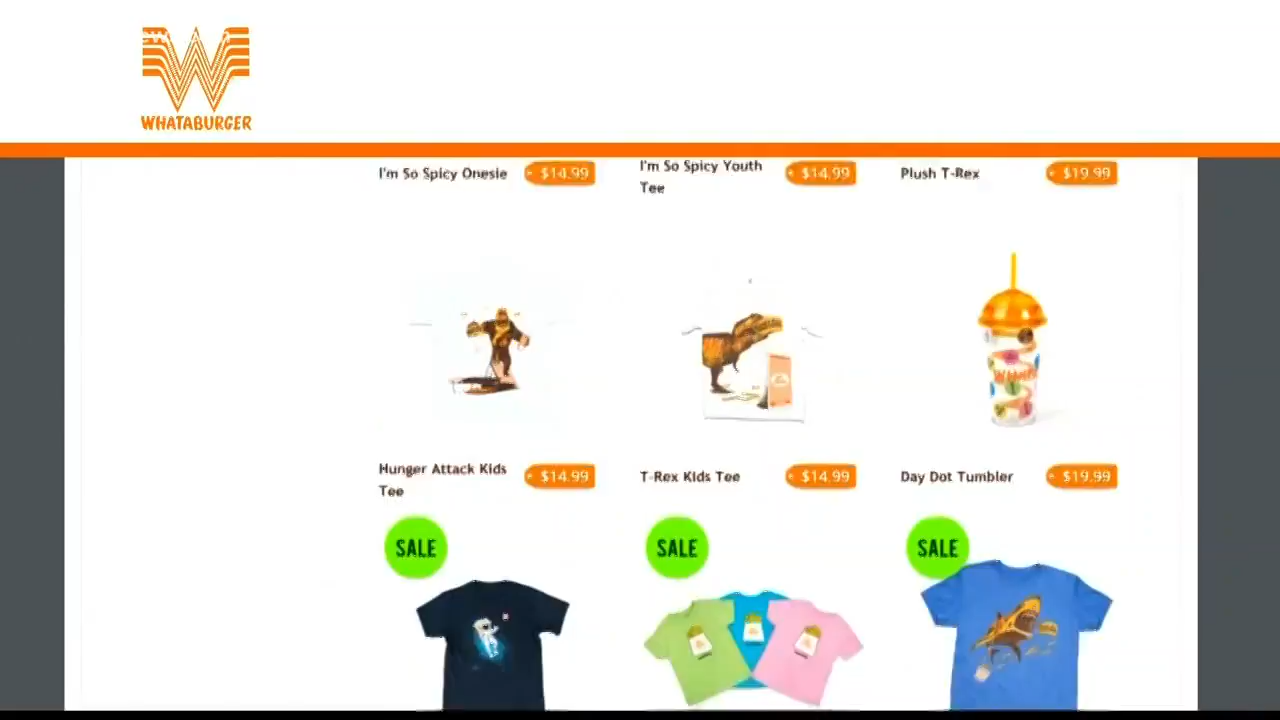 WHATABURGER
I'm So Spicy Onesie
$14.99
I'm So Spicy Youth
Tee
$14.99
Plush T-Rex
$19.99
Hunger Attack Kids
Tee
$14.99
T-Rex Kids Tee
$14.99
Day Dot Tumbler
$19.99
SALE
SALE
SALE